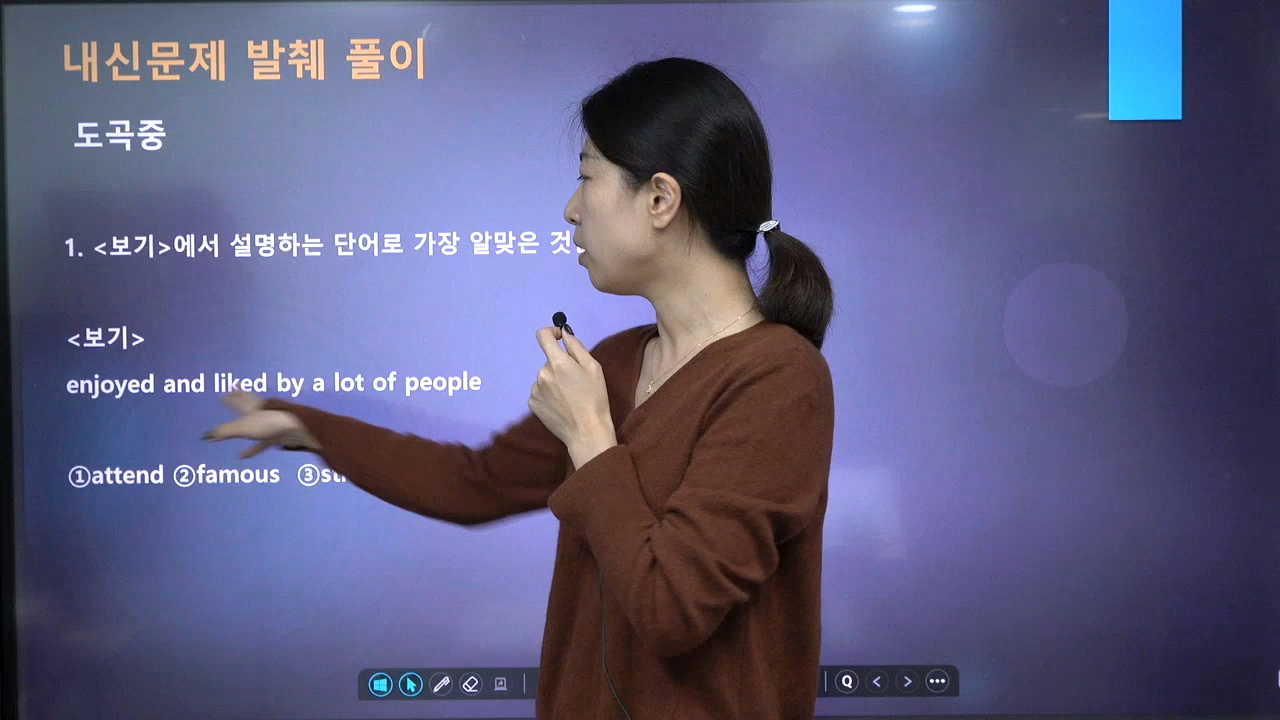 내신문제 발췌 풀이
도곡중
1. <보기>에서 설명하는 단어로 가장 알맞은 것
<보기>
enjoyed and liked by a lot of people
①attend ②famous ③
Q